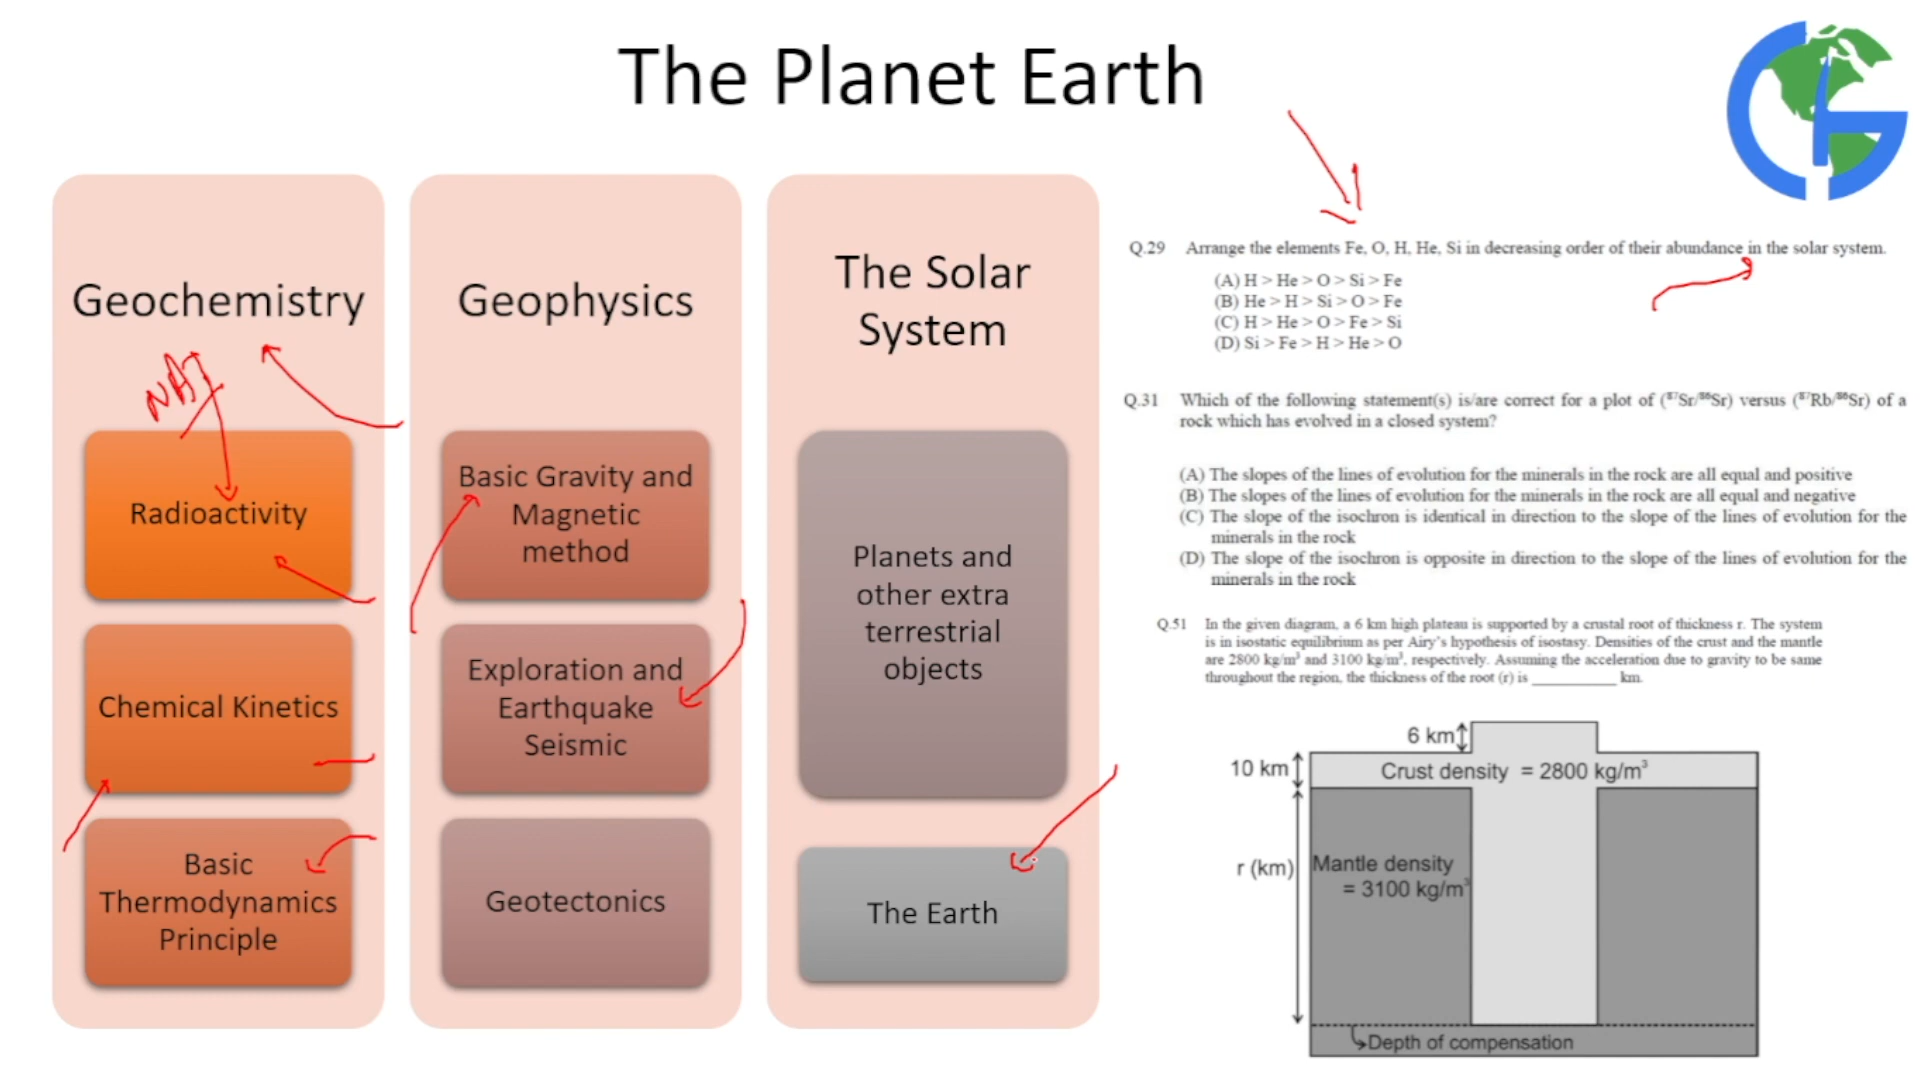 The Planet Earth
Geochemistry
NAT
Radioactivity
Chemical Kinetics
Basic
Thermodynamics
Principle
Geophysics
Basic Gravity and
Magnetic
method
Exploration and
Earthquake
Seismic
Geotectonics
The Solar
System
Planets and
other extra
terrestrial
objects
The Earth
Q.29 Arrange the elements Fe, O, H, He, Si in decreasing order of their abundance in the solar system.
(A) H > He > O > Si > Fe
(B) He > H > Si > O > Fe
(C) H > He > O > Fe > Si
(D) Si > Fe > H > He > O
Q.31 Which of the following statement(s) is/are correct for a plot of (⁸⁷Sr/⁸⁶Sr) versus (⁸⁷Rb/⁸⁶Sr) of a
rock which has evolved in a closed system?
(A) The slopes of the lines of evolution for the minerals in the rock are all equal and positive
(B) The slopes of the lines of evolution for the minerals in the rock are all equal and negative
(C) The slope of the isochron is identical in direction to the slope of the lines of evolution for the
minerals in the rock
(D) The slope of the isochron is opposite in direction to the slope of the lines of evolution for the
minerals in the rock
Q.51 In the given diagram, a 6 km high plateau is supported by a crustal root of thickness r. The system
is in isostatic equilibrium as per Airy's hypothesis of isostasy. Densities of the crust and the mantle
are 2800 kg/m³ and 3100 kg/m³, respectively. Assuming the acceleration due to gravity to be same
throughout the region, the thickness of the root (r) is __________ km.
6 km
10 km
Crust density = 2800 kg/m³
r (km)
Mantle density
= 3100 kg/m³
Depth of compensation